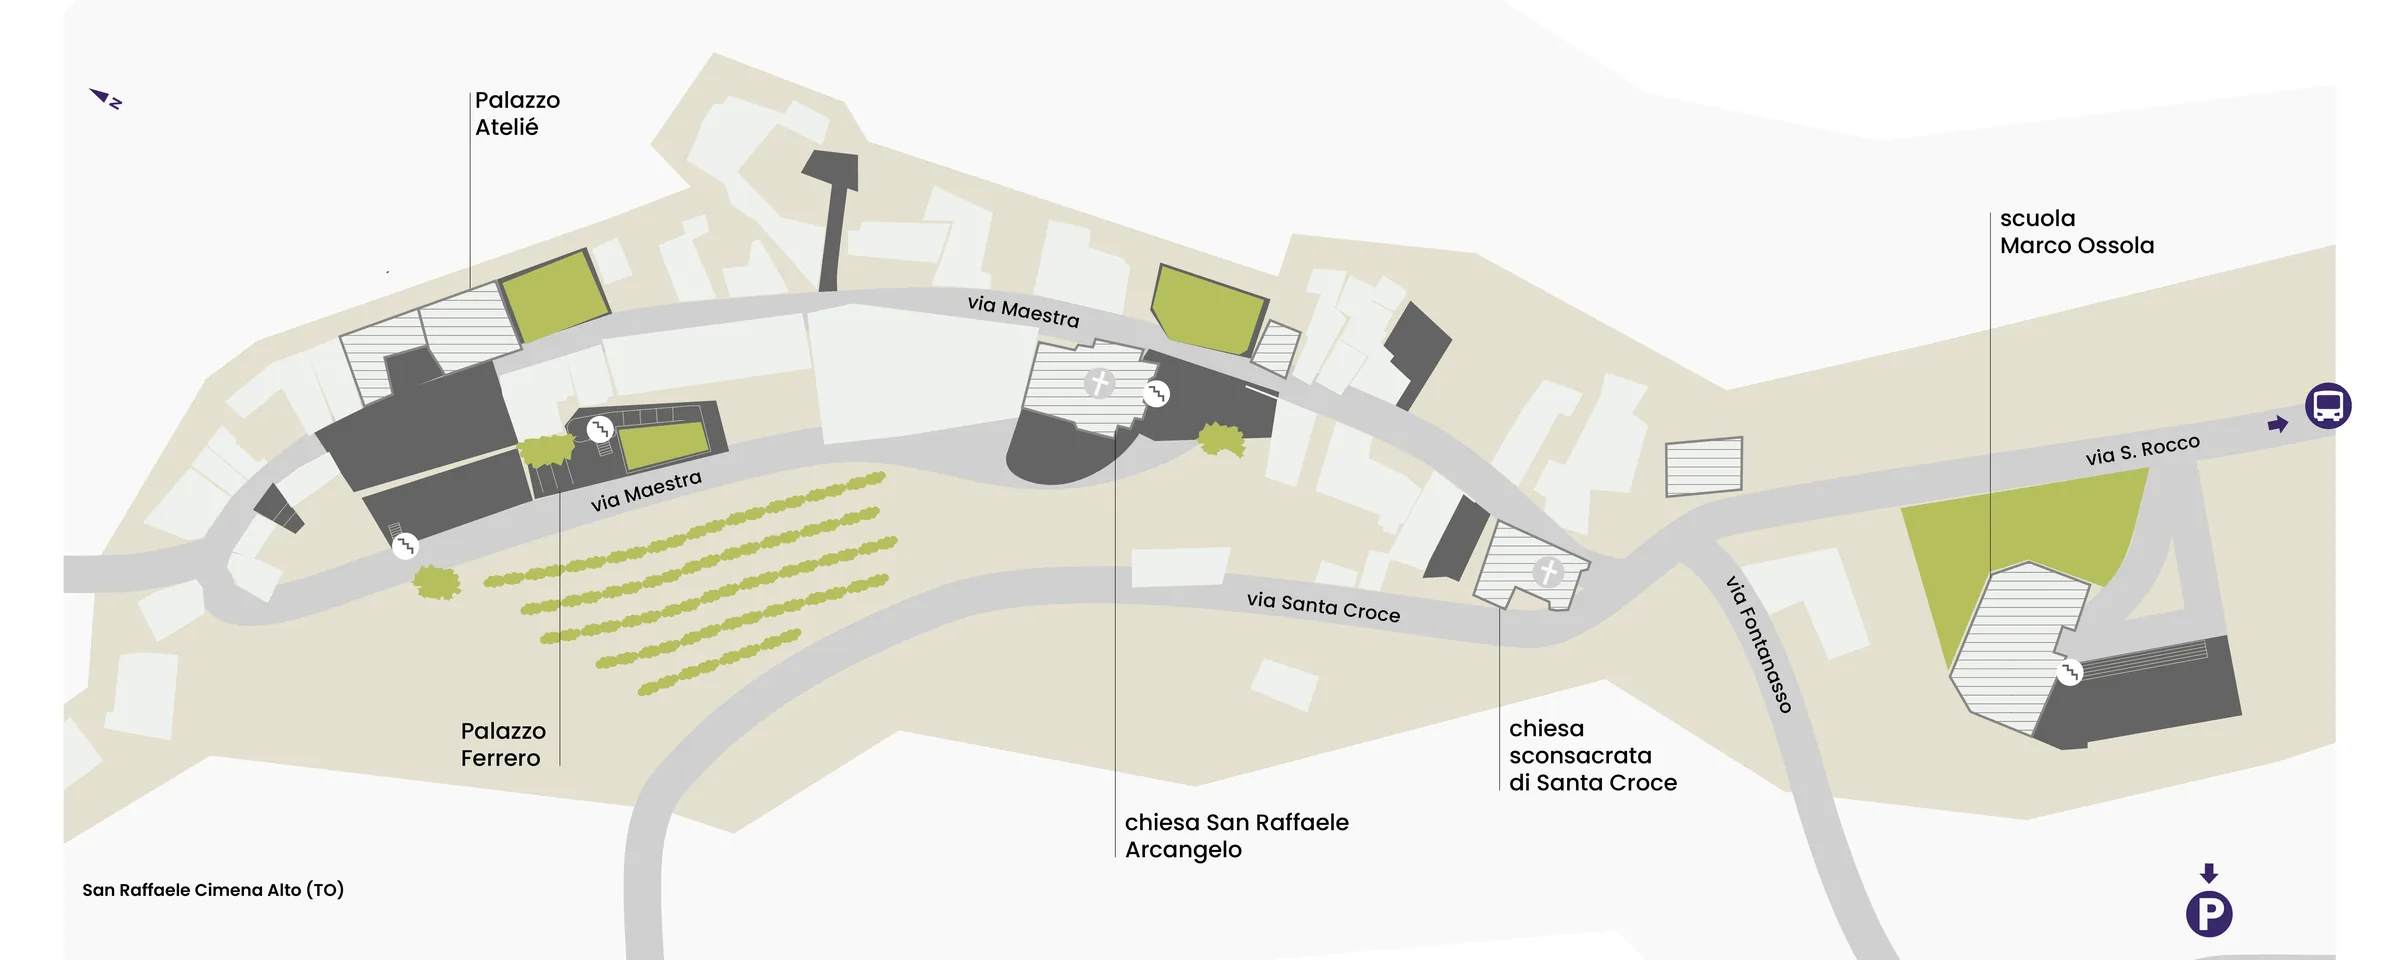 N
Palazzo
Atelié
scuola
Marco Ossola
via Maestra
via S. Rocco
via Maestra
via Santa Croce
via Fontanasso
Palazzo
Ferrero
chiesa
sconsacrata
di Santa Croce
chiesa San Raffaele
Arcangelo
San Raffaele Cimena Alto (TO)
P